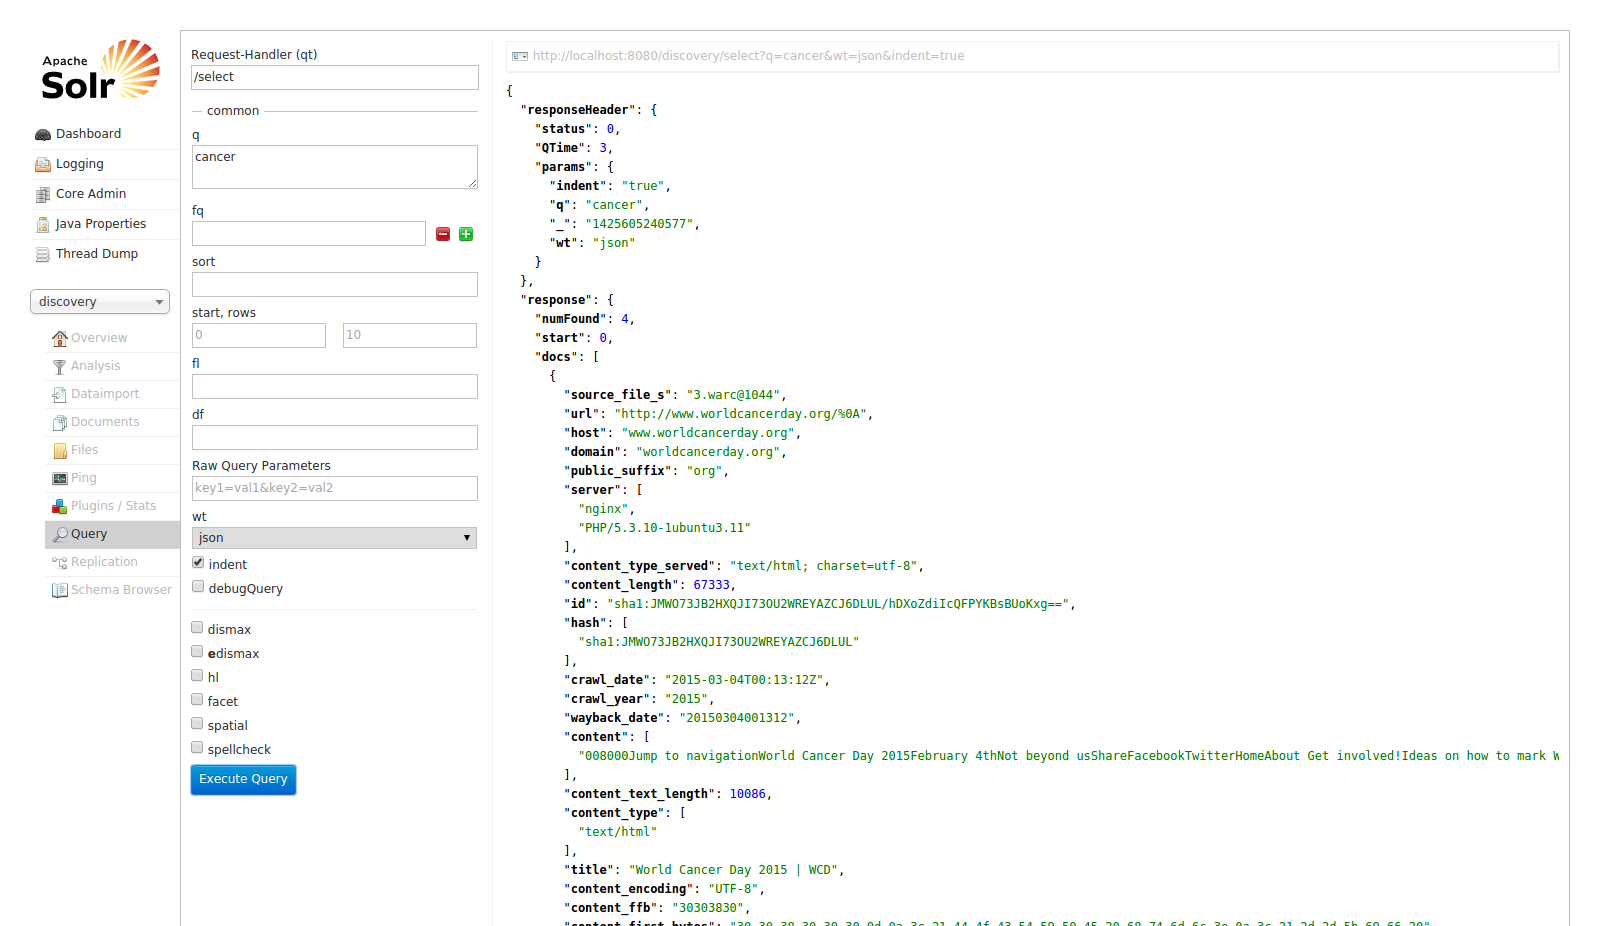 Apache
Solr
Dashboard
Logging
Core Admin
Java Properties
Thread Dump
discovery
Overview
Analysis
Dataimport
Documents
Files
Ping
Plugins / Stats
Query
Replication
Schema Browser
Request-Handler (qt)
/select
common
q
cancer
fq
sort
start, rows
0 10
fl
df
Raw Query Parameters
key1=val1&key2=val2
wt
json
indent
debugQuery
dismax
edismax
hl
facet
spatial
spellcheck
Execute Query
http://localhost:8080/discovery/select?q=cancer&wt=json&indent=true
{
"responseHeader": {
"status": 0,
"QTime": 3,
"params": {
"indent": "true",
"q": "cancer",
"_": "1425605240577",
"wt": "json"
}
},
"response": {
"numFound": 4,
"start": 0,
"docs": [
{
"source_file_s": "3.warc@1044",
"url": "http://www.worldcancerday.org/%0A",
"host": "www.worldcancerday.org",
"domain": "worldcancerday.org",
"public_suffix": "org",
"server": [
"nginx",
"PHP/5.3.10-1ubuntu3.11"
],
"content_type_served": "text/html; charset=utf-8",
"content_length": 67333,
"id": "sha1:JMWO73JB2HXQJI73OU2WREYAZCJ6DLUL/hDXoZdiIcQFPYKBsBUoKxg==",
"hash": [
"sha1:JMWO73JB2HXQJI73OU2WREYAZCJ6DLUL"
],
"crawl_date": "2015-03-04T00:13:12Z",
"crawl_year": "2015",
"wayback_date": "20150304001312",
"content": [
"008000Jump to navigationWorld Cancer Day 2015February 4thNot beyond usShareFacebookTwitterHomeAbout Get involved!Ideas on how to mark W
],
"content_text_length": 10086,
"content_type": [
"text/html"
],
"title": "World Cancer Day 2015 | WCD",
"content_encoding": "UTF-8",
"content_ffb": "30303830",